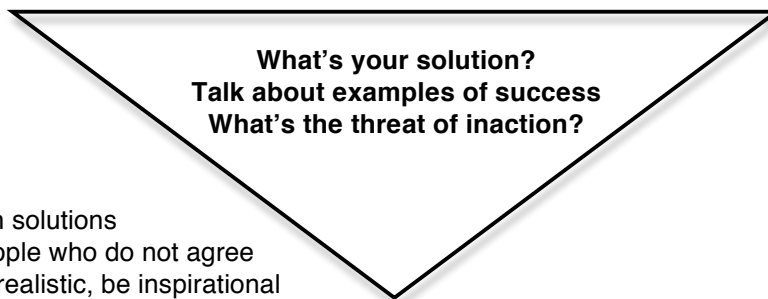 What's your solution?
Talk about examples of success
What's the threat of inaction?
solutions
ople who do not agree
realistic, be inspirational